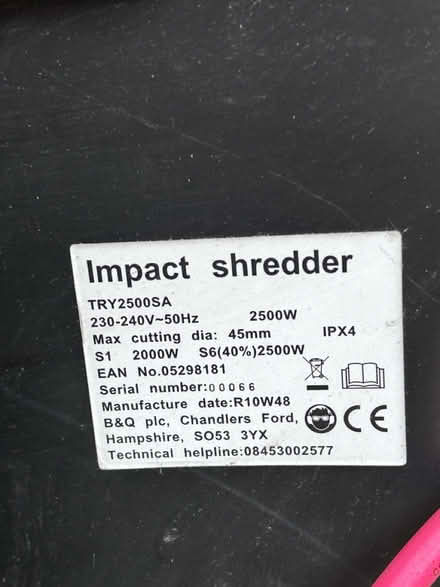 Impact shredder
TRY2500SA
230-240V~50Hz 2500W
Max cutting dia: 45mm IPX4
S1 2000W S6(40%)2500W
EAN No.05298181
Serial number:00066
Manufacture date:R10W48
B&Q plc, Chandlers Ford,
Hampshire, SO53 3YX
Technical helpline:08453002577
CE